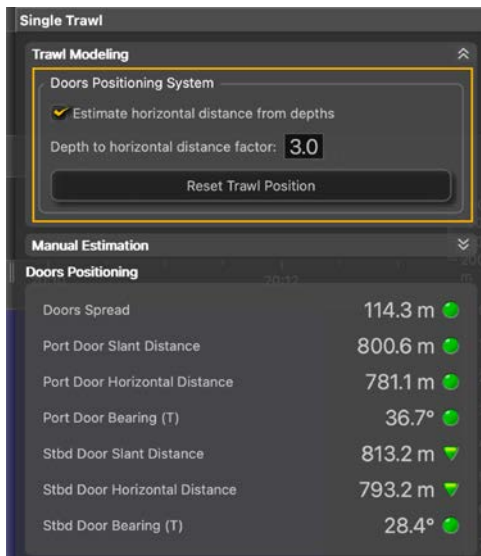 Single Trawl
Trawl Modeling
Doors Positioning System
Estimate horizontal distance from depths
Depth to horizontal distance factor: 3.0
Reset Trawl Position
Manual Estimation
Doors Positioning
20:12
Doors Spread 114.3 m
Port Door Slant Distance 800.6 m
Port Door Horizontal Distance 781.1 m
Port Door Bearing (T) 36.7°
Stbd Door Slant Distance 813.2 m
Stbd Door Horizontal Distance 793.2 m
Stbd Door Bearing (T) 28.4°